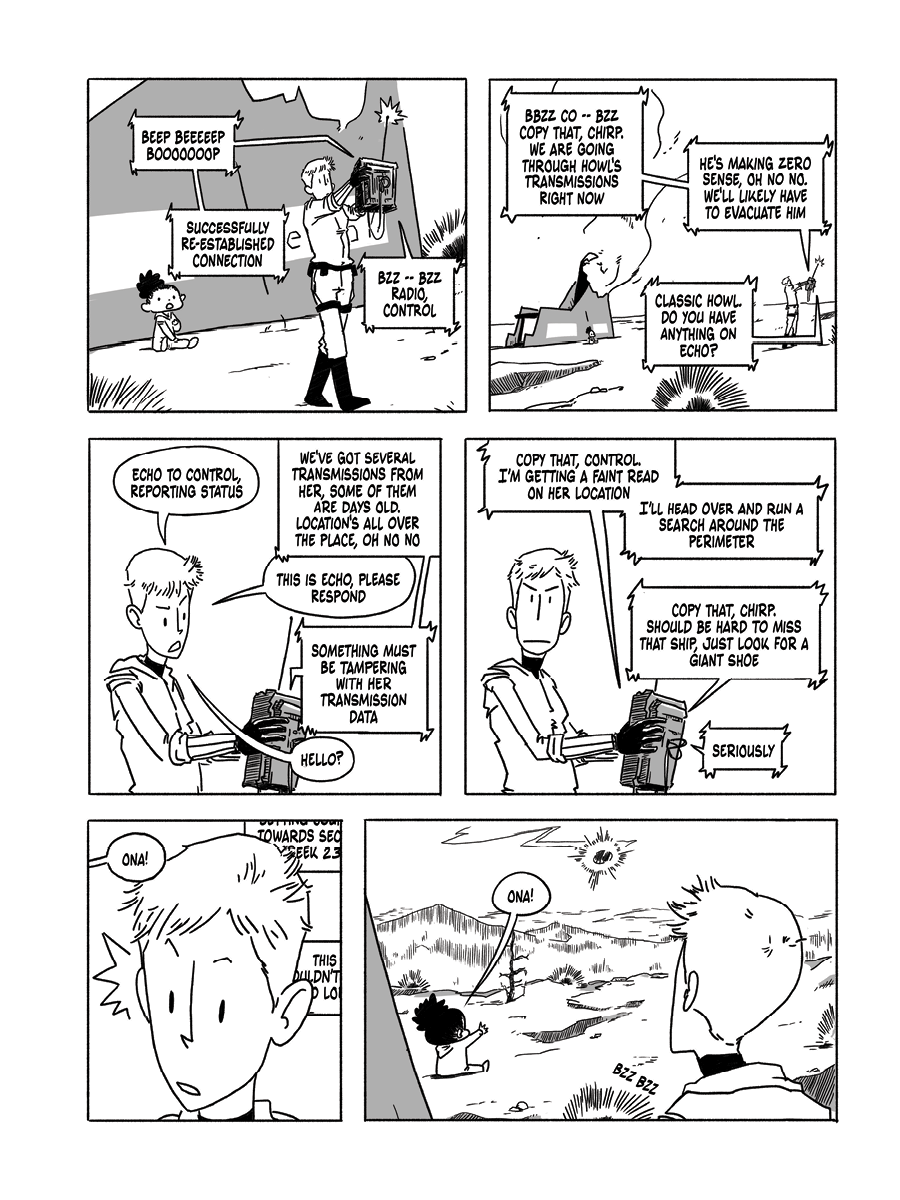 BEEP BEEEEEP
BOOOOOOOP
SUCCESSFULLY
RE-ESTABLISHED
CONNECTION
BZZ -- BZZ
RADIO,
CONTROL
BBZZ CO -- BZZ
COPY THAT, CHIRP.
WE ARE GOING
THROUGH HOWL'S
TRANSMISSIONS
RIGHT NOW
HE'S MAKING ZERO
SENSE, OH NO NO.
WE'LL LIKELY HAVE
TO EVACUATE HIM
CLASSIC HOWL.
DO YOU HAVE
ANYTHING ON
ECHO?
ECHO TO CONTROL,
REPORTING STATUS
WE'VE GOT SEVERAL
TRANSMISSIONS FROM
HER, SOME OF THEM
ARE DAYS OLD.
LOCATION'S ALL OVER
THE PLACE, OH NO NO
THIS IS ECHO, PLEASE
RESPOND
SOMETHING MUST
BE TAMPERING
WITH HER
TRANSMISSION
DATA
HELLO?
COPY THAT, CONTROL.
I'M GETTING A FAINT READ
ON HER LOCATION
I'LL HEAD OVER AND RUN A
SEARCH AROUND THE
PERIMETER
COPY THAT, CHIRP.
SHOULD BE HARD TO MISS
THAT SHIP, JUST LOOK FOR A
GIANT SHOE
SERIOUSLY
ONA!
TOWARDS SEC
EEK 23
THIS
OULDN'T
LOU
ONA!
BZZ BZZ